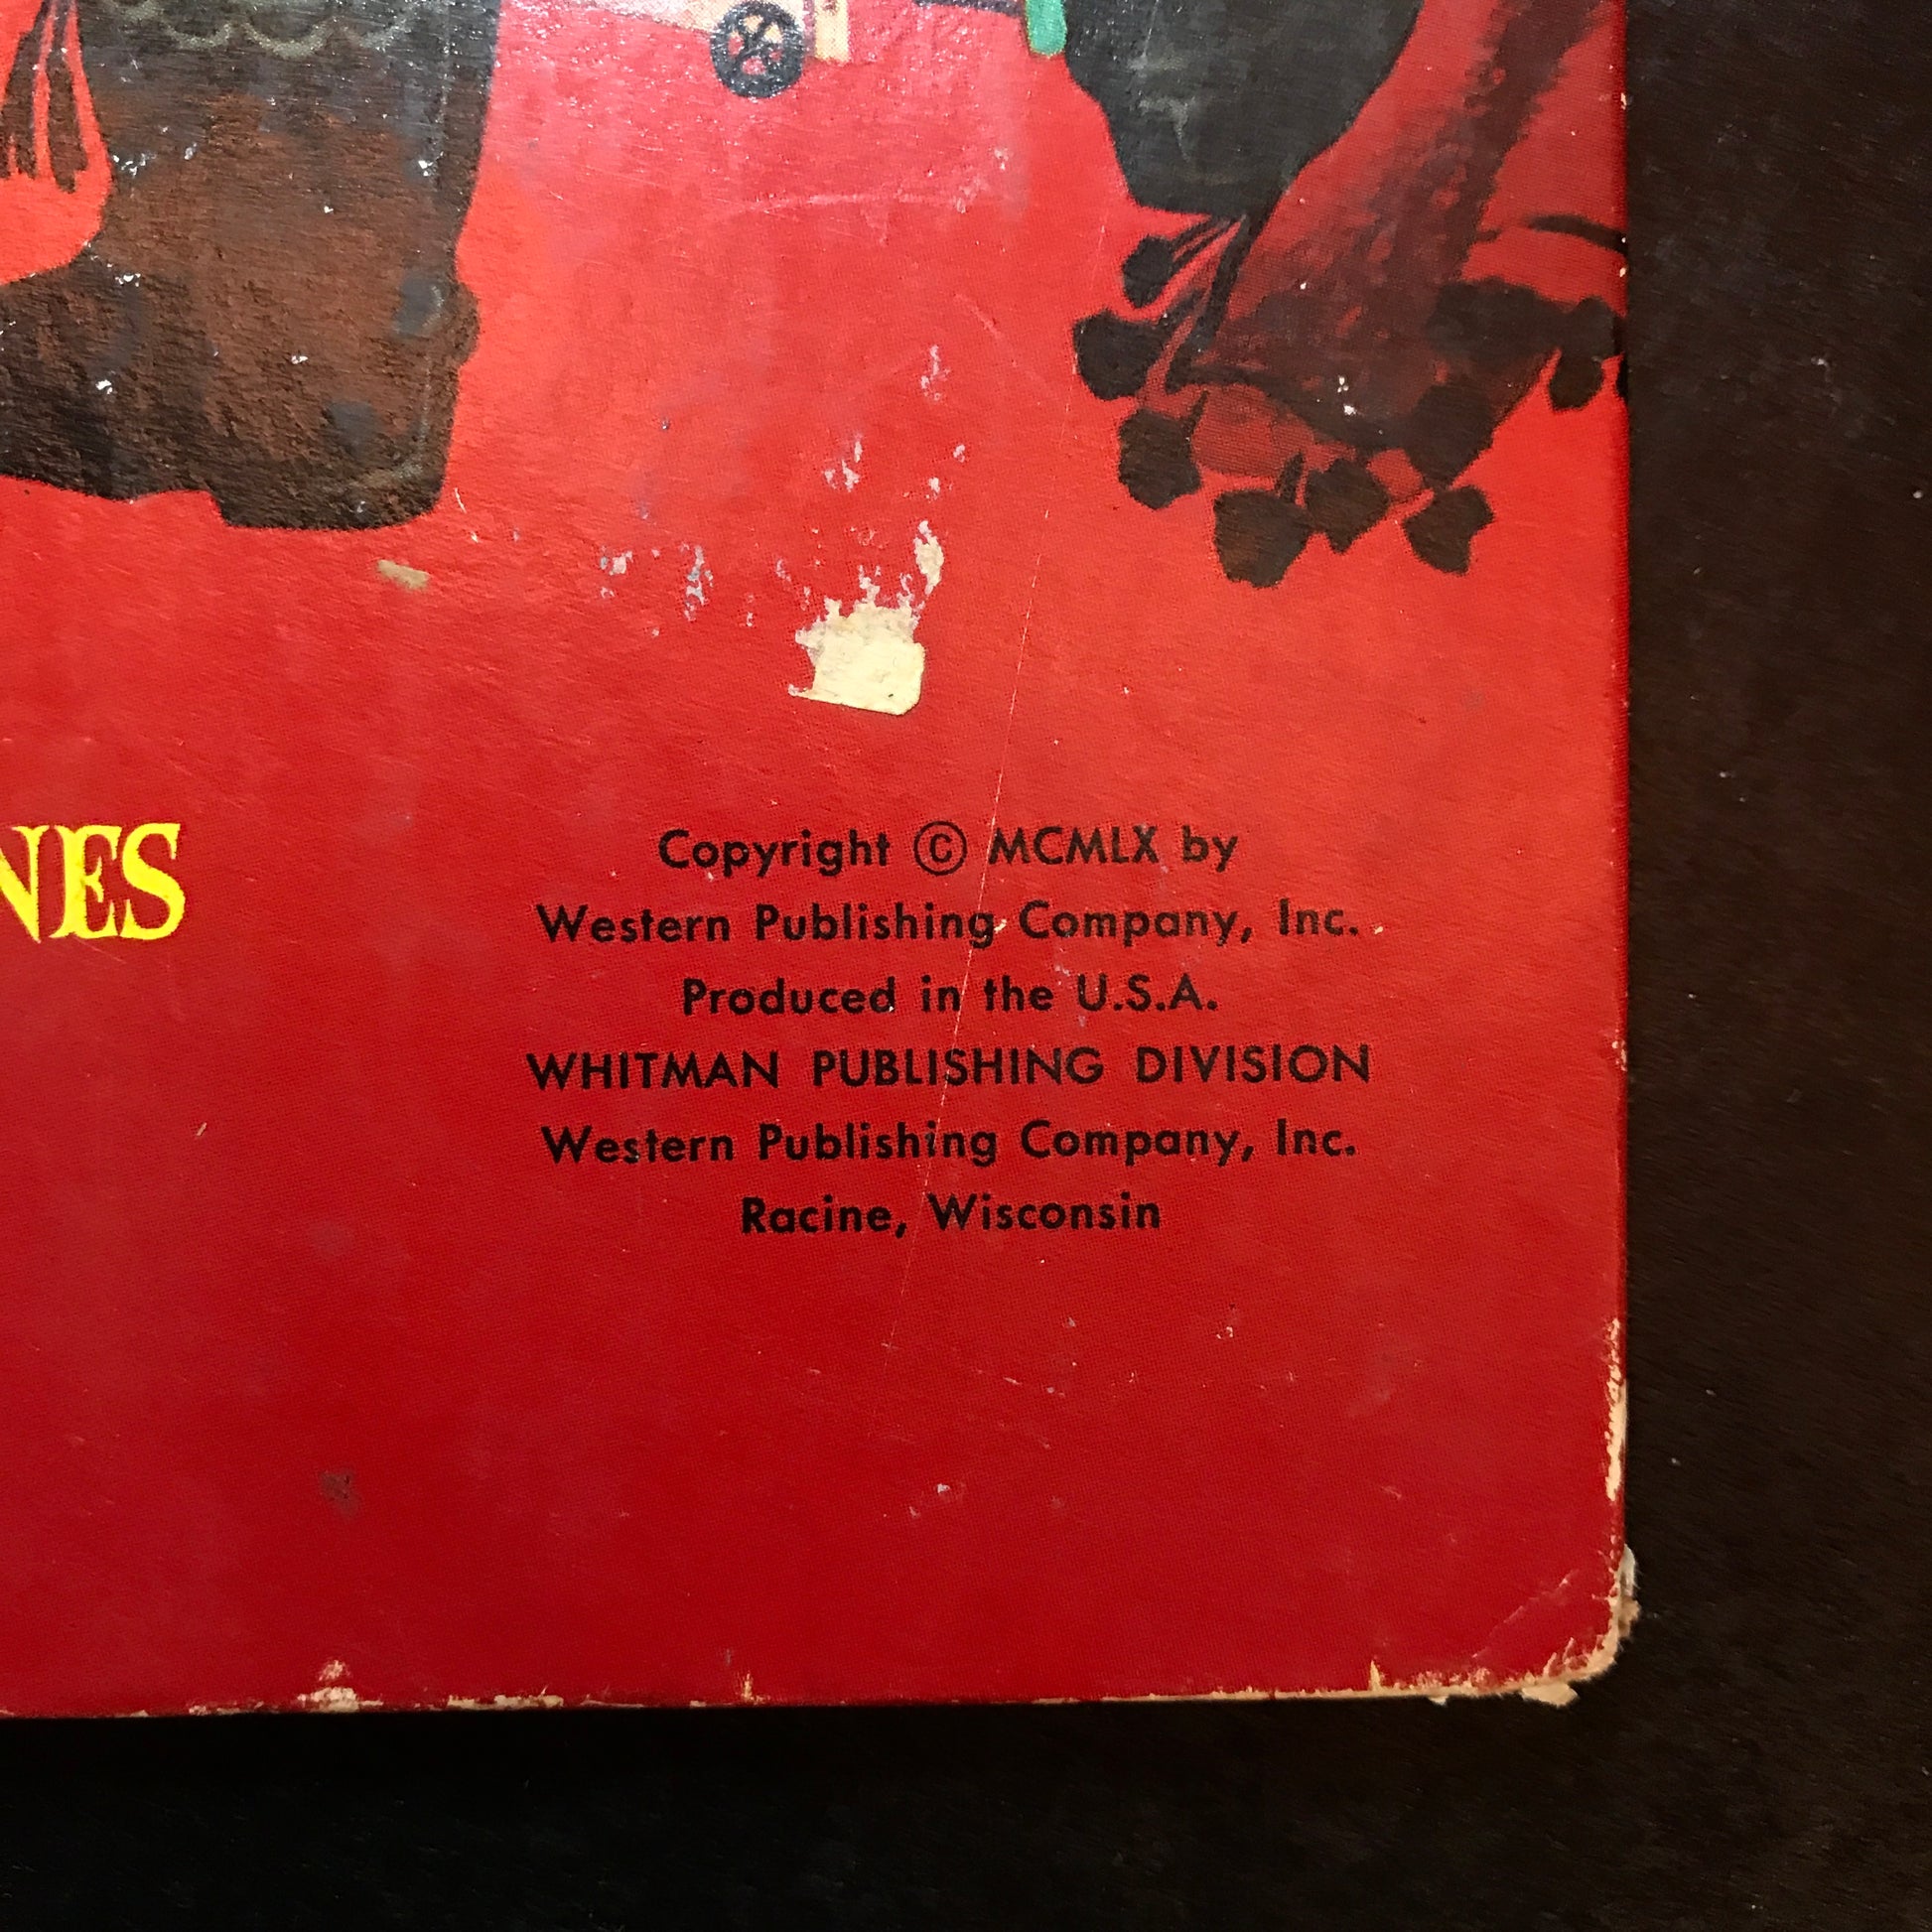 NES
Copyright © MCMLX by
Western Publishing Company, Inc.
Produced in the U.S.A.
WHITMAN PUBLISHING DIVISION
Western Publishing Company, Inc.
Racine, Wisconsin